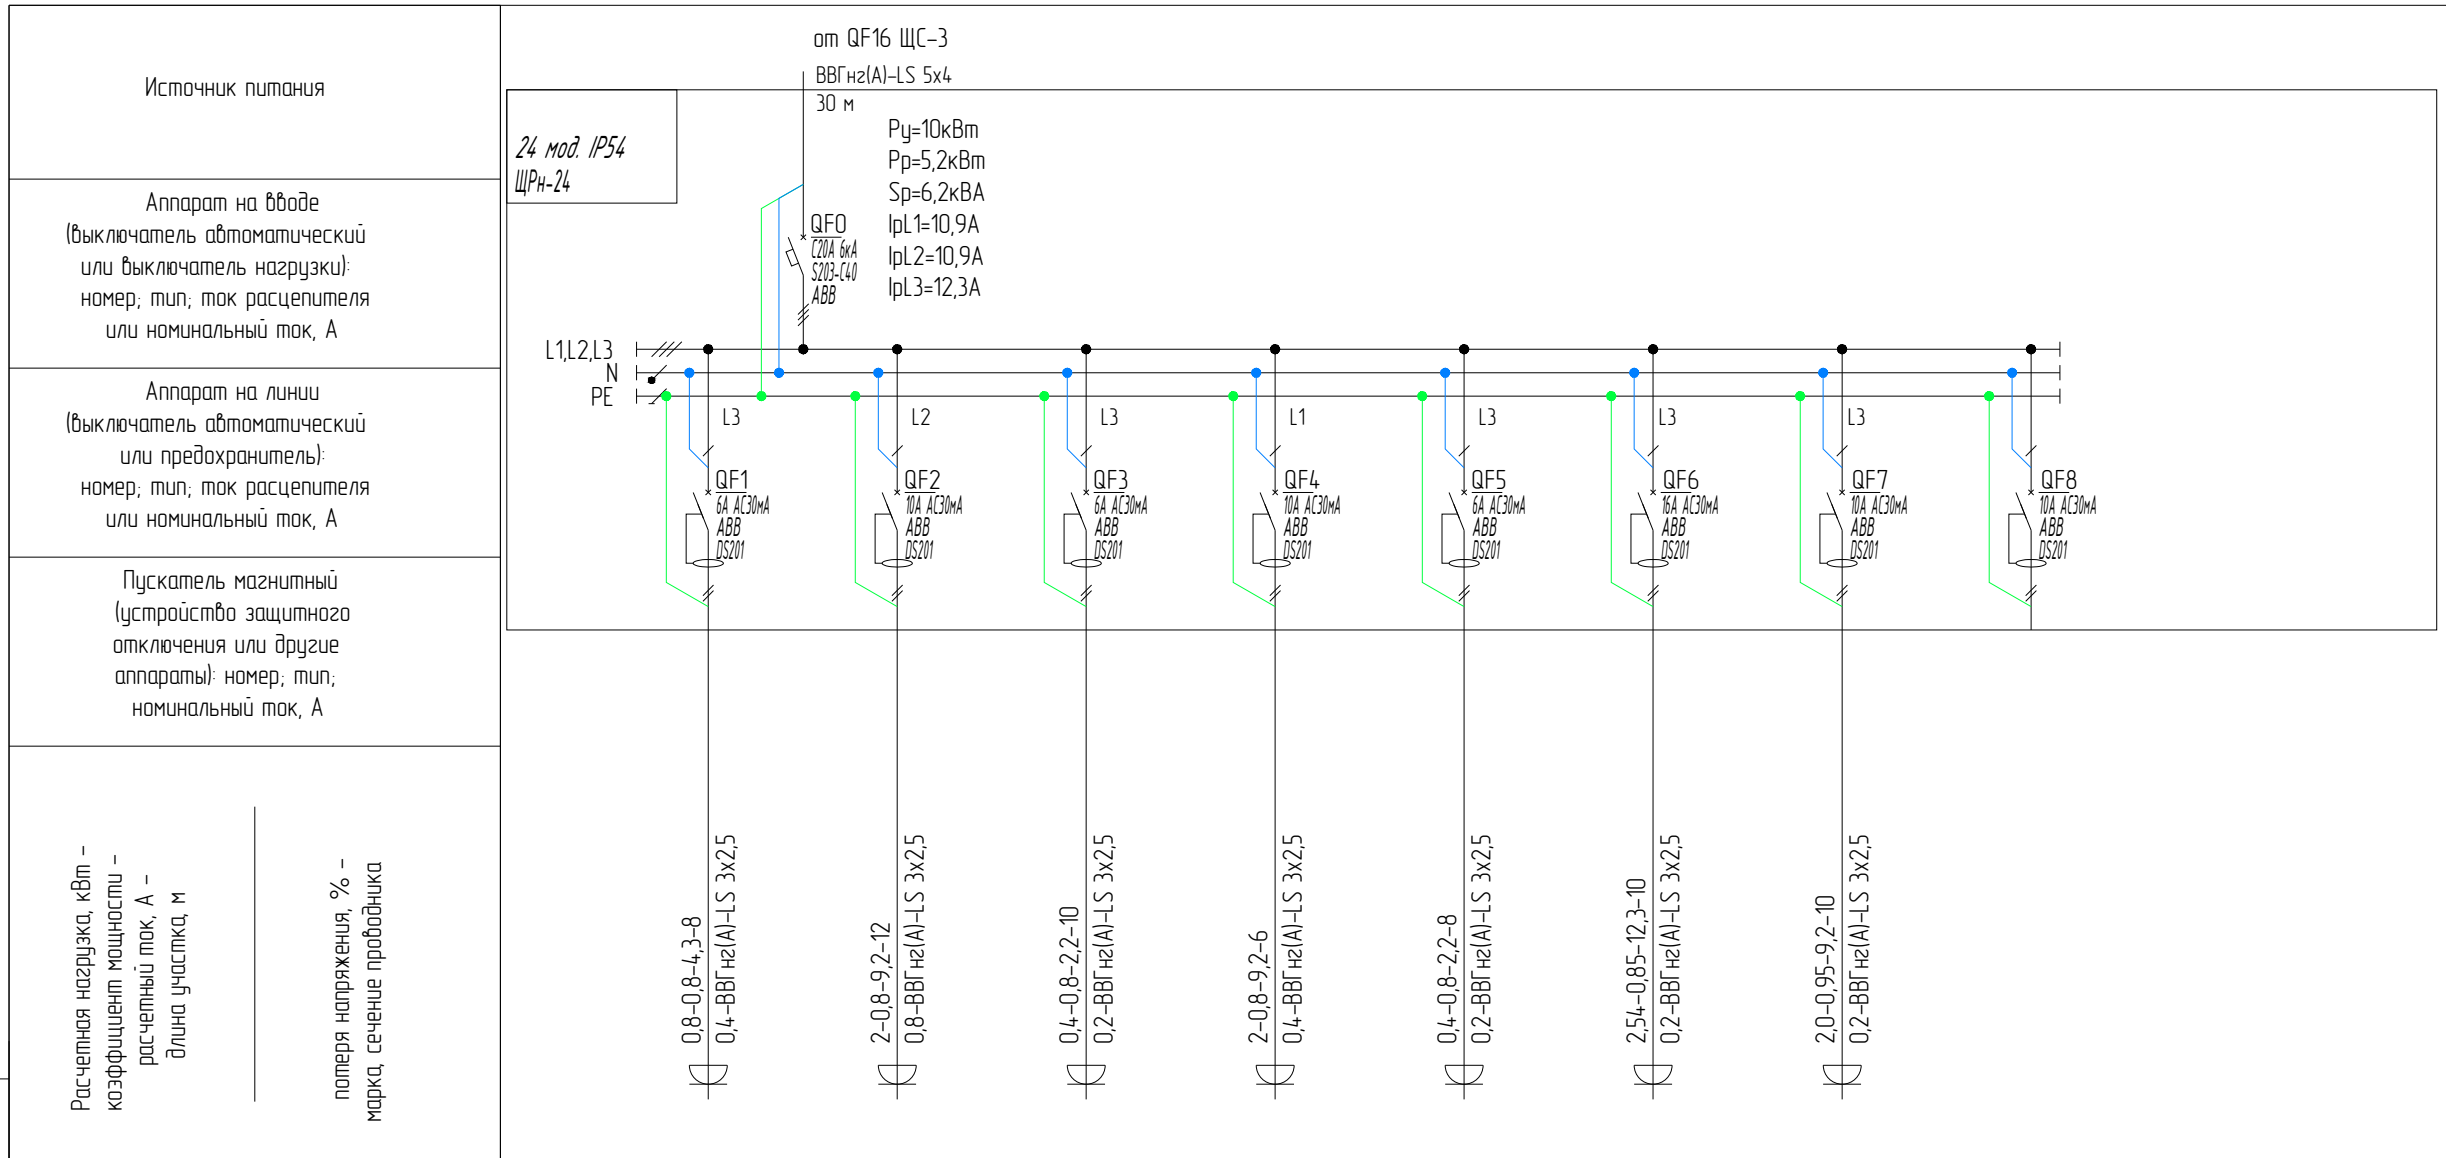 Источник питания
Аппарат на вводе
(выключатель автоматический
или выключатель нагрузки):
номер; тип; ток расцепителя
или номинальный ток, А
Аппарат на линии
(выключатель автоматический
или предохранитель):
номер; тип; ток расцепителя
или номинальный ток, А
Пускатель магнитный
(устройство защитного
отключения или другие
аппараты): номер; тип;
номинальный ток, А
Расчетная нагрузка, кВт –
коэффициент мощности –
расчетный ток, А –
длина участка, м
потеря напряжения, % –
марка, сечение проводника
от QF16 ЩС-3
ВВГнг(А)-LS 5х4
30 м
24 мод. IP54
ЩРн-24
Ру=10кВт
Рр=5,2кВт
Sр=6,2кВА
IрL1=10,9А
IрL2=10,9А
IрL3=12,3А
QF0
C20А 6кА
S203-C40
ABB
L1,L2,L3
N
PE
L3
L2
L3
L1
L3
L3
L3
QF1
6А АС30мА
ABB
DS201
QF2
10А АС30мА
ABB
DS201
QF3
6А АС30мА
ABB
DS201
QF4
10А АС30мА
ABB
DS201
QF5
6А АС30мА
ABB
DS201
QF6
16А АС30мА
ABB
DS201
QF7
10А АС30мА
ABB
DS201
QF8
10А АС30мА
ABB
DS201
0,8-0,8-4,3-8
0,4-ВВГнг(А)-LS 3х2,5
2-0,8-9,2-12
0,8-ВВГнг(А)-LS 3х2,5
0,4-0,8-2,2-10
0,2-ВВГнг(А)-LS 3х2,5
2-0,8-9,2-6
0,4-ВВГнг(А)-LS 3х2,5
0,4-0,8-2,2-8
0,2-ВВГнг(А)-LS 3х2,5
2,54-0,85-12,3-10
0,2-ВВГнг(А)-LS 3х2,5
2,0-0,95-9,2-10
0,2-ВВГнг(А)-LS 3х2,5